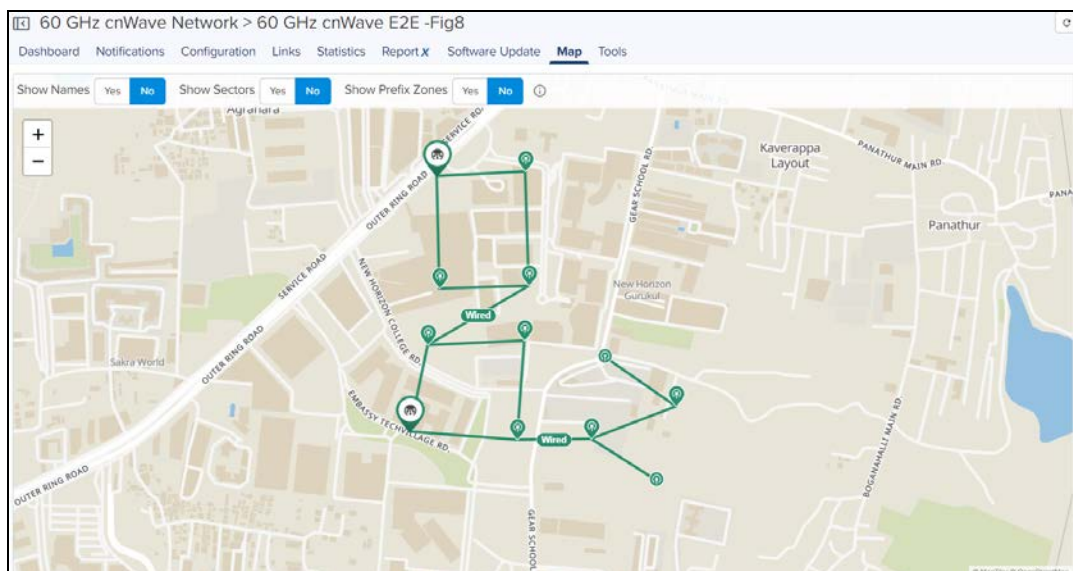 60 GHz cnWave Network > 60 GHz cnWave E2E -Fig8
Dashboard Notifications Configuration Links Statistics Report X Software Update Map Tools
Show Names Yes No Show Sectors Yes No Show Prefix Zones Yes No
Agranara
SERVICE ROAD
PANATHUR MAIN RD.
+
−
Kaverappa
Layout
GEAR SCHOOL RD.
PANA
OUTER RING ROAD
Panathur
SERVICE ROAD
NEW HORIZON COLLEGE RD.
New Horizon
Gurukul
Wired
OUTER RING ROAD
Sakra World
EMBASSY TECHVILLAGE RD.
Wired
BOGANAHALLI MAIN RD.
OUTER RING ROAD
GEAR SCHOOL